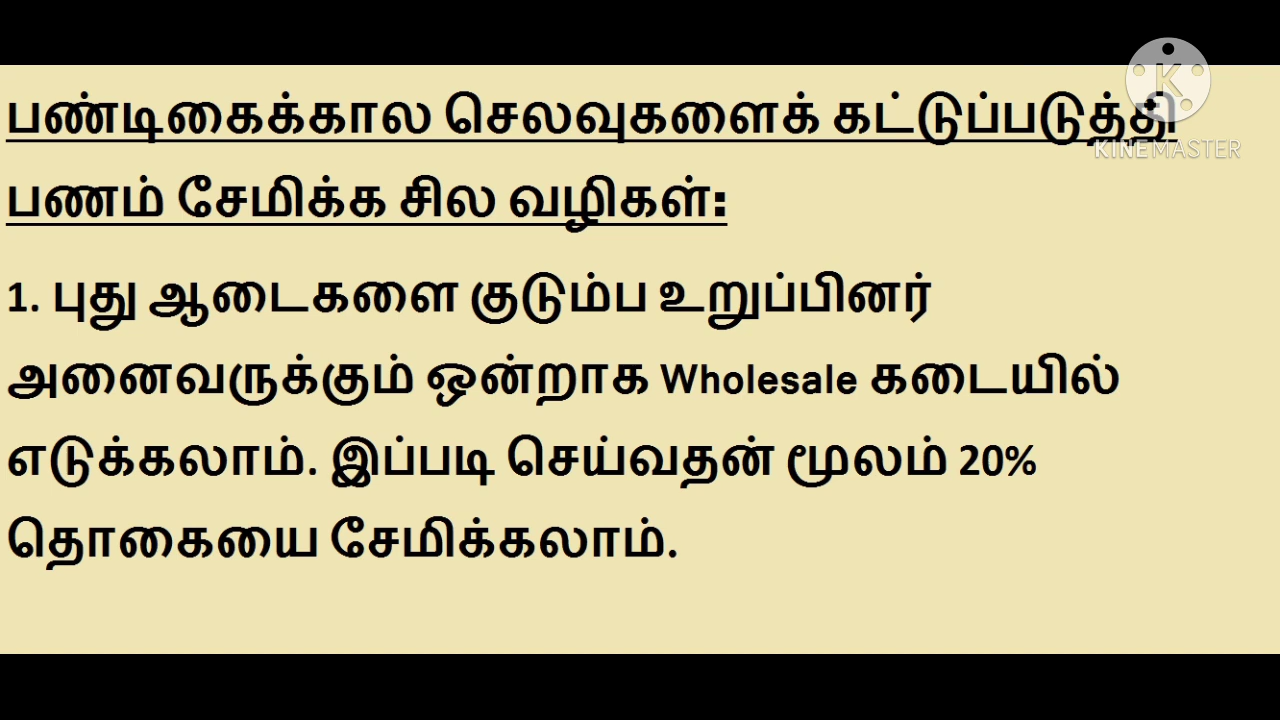 பண்டிகைக்கால செலவுகளைக் கட்டுப்படுத்தி
பணம் சேமிக்க சில வழிகள்:
1. புது ஆடைகளை குடும்ப உறுப்பினர்
அனைவருக்கும் ஒன்றாக Wholesale கடையில்
எடுக்கலாம். இப்படி செய்வதன் மூலம் 20%
தொகையை சேமிக்கலாம்.
K
KINEMASTER